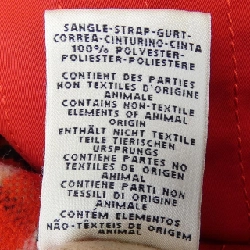 SANGLE-STRAP-GURT-
CORREA-CINTURINO-CINTA
100% POLYESTER-
POLIESTER-POLIESTERE
CONTIENT DES PARTIES
NON TEXTILES D'ORIGINE
ANIMALE
CONTAINS NON-TEXTILE
ELEMENTS OF ANIMAL
ORIGIN
ENTHÄLT NICHT TEXTILE
TEILE TIERISCHEN
URSPRUNGS
CONTIENE PARTES NO
TEXTILES DE ORIGEN
ANIMAL
CONTIENE PARTI NON
TESSILI DI ORIGINE
ANIMALE
CONTÉM ELEMENTOS
NÃO-TEXTEIS DE ORIGEM
ANIMAL